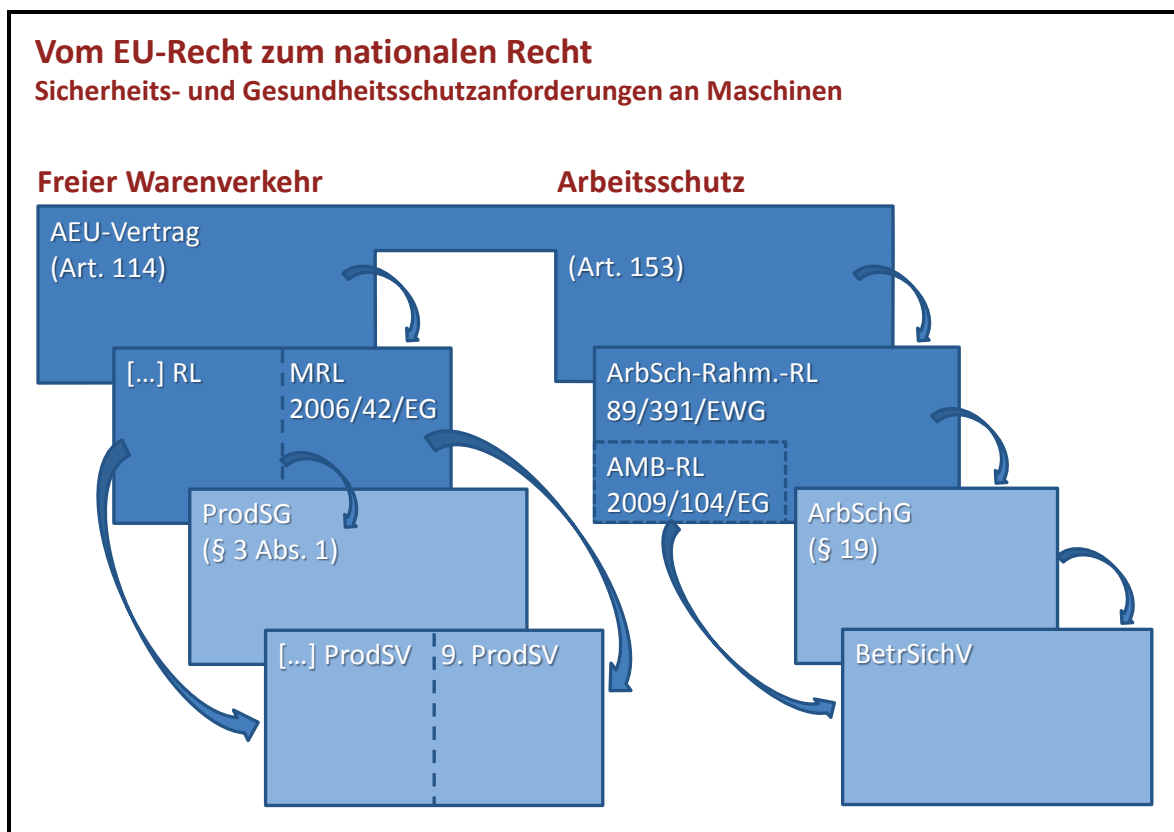 Vom EU-Recht zum nationalen Recht
Sicherheits- und Gesundheitsschutzanforderungen an Maschinen
Freier Warenverkehr
Arbeitsschutz
AEU-Vertrag
(Art. 114)
(Art. 153)
[...] RL
MRL
2006/42/EG
ArbSch-Rahm.-RL
89/391/EWG
AMB-RL
2009/104/EG
ProdSG
(§ 3 Abs. 1)
ArbSchG
(§ 19)
[...] ProdSV
9. ProdSV
BetrSichV